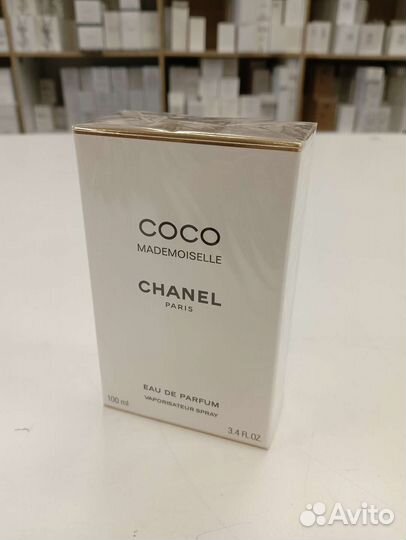 COCO
MADEMOISELLE
CHANEL
PARIS
EAU DE PARFUM
VAPORISATEUR SPRAY
100 ml
3.4 FL.OZ
Avito